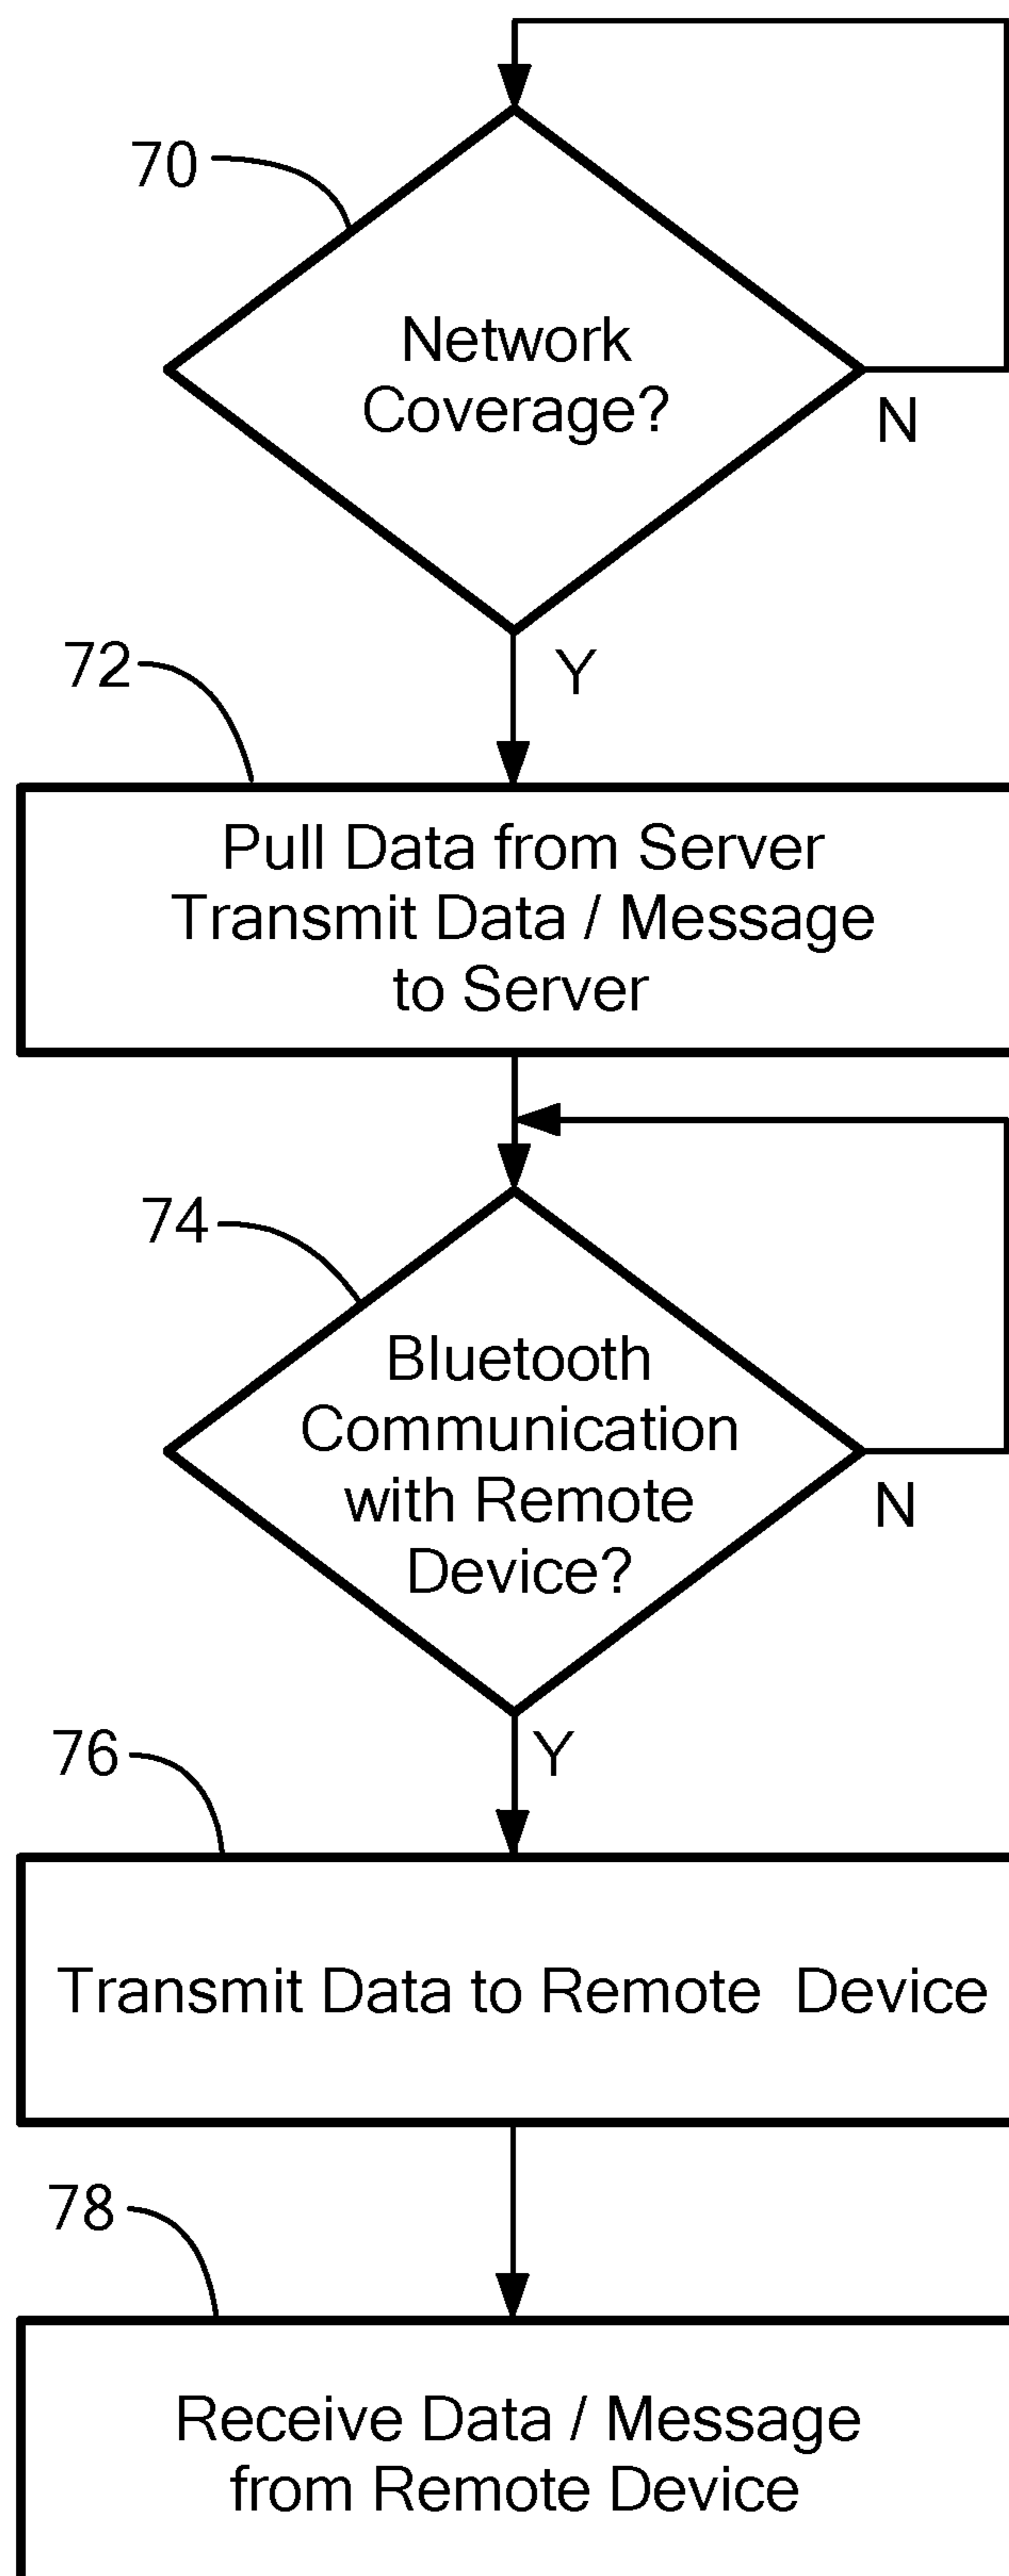 70
Network
Coverage?
N
Y
72
Pull Data from Server
Transmit Data / Message
to Server
74
Bluetooth
Communication
with Remote
Device?
N
Y
76
Transmit Data to Remote Device
78
Receive Data / Message
from Remote Device